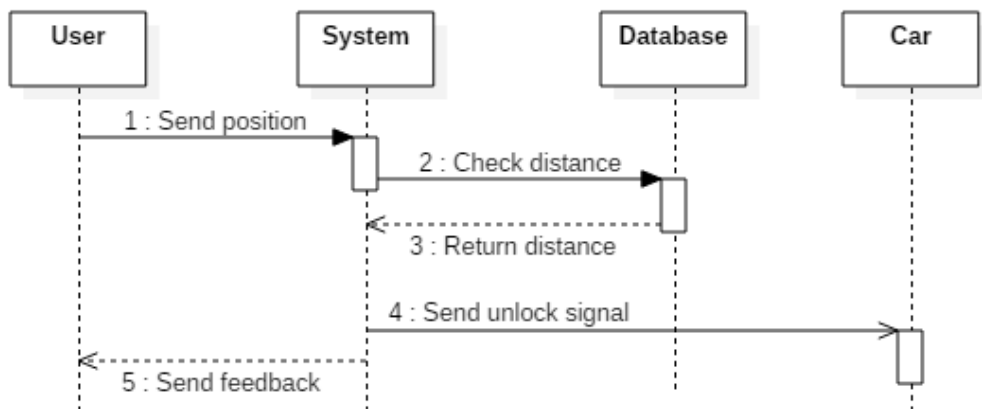 User
System
Database
Car
1 : Send position
2 : Check distance
3 : Return distance
4 : Send unlock signal
5 : Send feedback